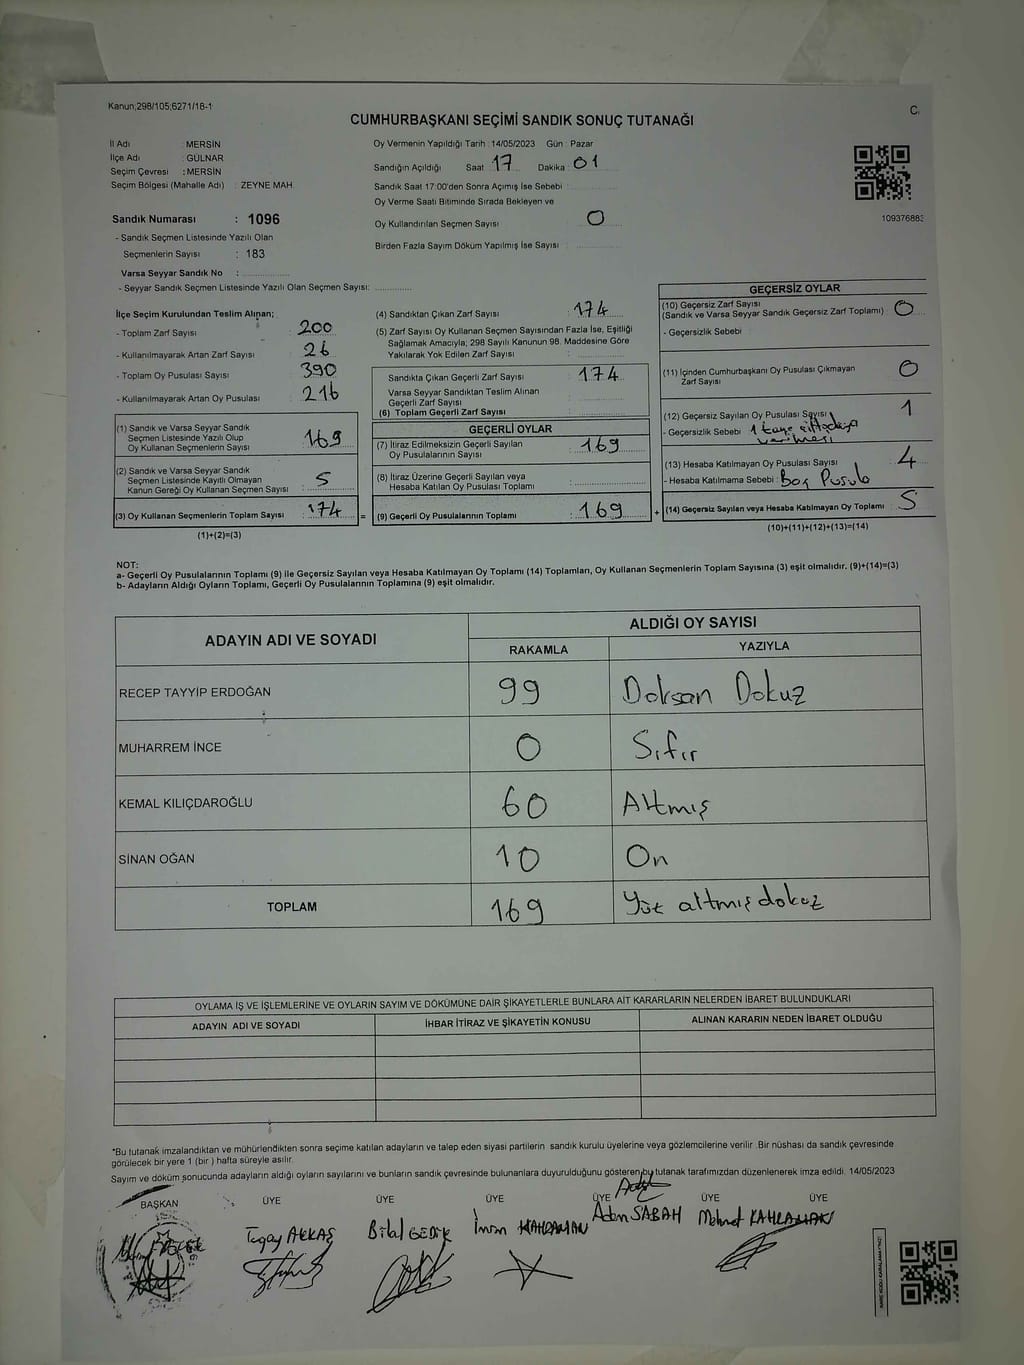 Kanun;298/105;6271/18-1
C.
CUMHURBAŞKANI SEÇİMİ SANDIK SONUÇ TUTANAĞI
İl Adı : MERSİN
İlçe Adı : GÜLNAR
Seçim Çevresi : MERSİN
Seçim Bölgesi (Mahalle Adı) : ZEYNE MAH.
Oy Vermenin Yapıldığı Tarih : 14/05/2023 Gün : Pazar
Sandığın Açıldığı Saat 17 Dakika : 01
Sandık Saat 17:00'den Sonra Açımış İse Sebebi
Oy Verme Saati Bitiminde Sırada Bekleyen ve
Oy Kullandırılan Seçmen Sayısı : 0
Birden Fazla Sayım Döküm Yapılmış İse Sayısı :
109376883
Sandık Numarası : 1096
- Sandık Seçmen Listesinde Yazılı Olan
Seçmenlerin Sayısı : 183
Varsa Seyyar Sandık No :
- Seyyar Sandık Seçmen Listesinde Yazılı Olan Seçmen Sayısı:
İlçe Seçim Kurulundan Teslim Alınan;
- Toplam Zarf Sayısı : 200
- Kullanılmayarak Artan Zarf Sayısı : 26
- Toplam Oy Pusulası Sayısı : 390
- Kullanılmayarak Artan Oy Pusulası : 216
(1) Sandık ve Varsa Seyyar Sandık
Seçmen Listesinde Yazılı Olup
Oy Kullanan Seçmenlerin Sayısı : 169
(2) Sandık ve Varsa Seyyar Sandık
Seçmen Listesinde Kayıtlı Olmayan
Kanun Gereği Oy Kullanan Seçmen Sayısı : 5
(3) Oy Kullanan Seçmenlerin Toplam Sayısı : 174
(1)+(2)=(3)
(4) Sandıktan Çıkan Zarf Sayısı : 174
(5) Zarf Sayısı Oy Kullanan Seçmen Sayısından Fazla İse, Eşitliği
Sağlamak Amacıyla; 298 Sayılı Kanunun 98. Maddesine Göre
Yakılarak Yok Edilen Zarf Sayısı :
Sandıkta Çıkan Geçerli Zarf Sayısı : 174
Varsa Seyyar Sandıktan Teslim Alınan
Geçerli Zarf Sayısı :
(6) Toplam Geçerli Zarf Sayısı :
GEÇERLİ OYLAR
(7) İtiraz Edilmeksizin Geçerli Sayılan
Oy Pusulalarının Sayısı : 169
(8) İtiraz Üzerine Geçerli Sayılan veya
Hesaba Katılan Oy Pusulası Toplamı :
= (9) Geçerli Oy Pusulalarının Toplamı : 169
GEÇERSİZ OYLAR
(10) Geçersiz Zarf Sayısı
(Sandık ve Varsa Seyyar Sandık Geçersiz Zarf Toplamı) : 0
- Geçersizlik Sebebi :
(11) İçinden Cumhurbaşkanı Oy Pusulası Çıkmayan
Zarf Sayısı : 0
(12) Geçersiz Sayılan Oy Pusulası Sayısı : 1
- Geçersizlik Sebebi : 1 tane
(13) Hesaba Katılmayan Oy Pusulası Sayısı : 4
- Hesaba Katılmama Sebebi : Boş Pusula
+ (14) Geçersiz Sayılan veya Hesaba Katılmayan Oy Toplamı : 5
(10)+(11)+(12)+(13)=(14)
NOT:
a- Geçerli Oy Pusulalarının Toplamı (9) ile Geçersiz Sayılan veya Hesaba Katılmayan Oy Toplamı (14) Toplamları, Oy Kullanan Seçmenlerin Toplam Sayısına (3) eşit olmalıdır. (9)+(14)=(3)
b- Adayların Aldığı Oyların Toplamı, Geçerli Oy Pusulalarının Toplamına (9) eşit olmalıdır.
ADAYIN ADI VE SOYADI
ALDIĞI OY SAYISI
RAKAMLA YAZIYLA
RECEP TAYYİP ERDOĞAN 99 Doksan Dokuz
MUHARREM İNCE 0 Sıfır
KEMAL KILIÇDAROĞLU 60 Altmış
SİNAN OĞAN 10 On
TOPLAM 169 Yüz altmış dokuz
OYLAMA İŞ VE İŞLEMLERİNE VE OYLARIN SAYIM VE DÖKÜMÜNE DAİR ŞİKAYETLERLE BUNLARA AİT KARARLARIN NELERDEN İBARET BULUNDUKLARI
ADAYIN ADI VE SOYADI İHBAR İTİRAZ VE ŞİKAYETİN KONUSU ALINAN KARARIN NEDEN İBARET OLDUĞU
*Bu tutanak imzalandıktan ve mühürlendikten sonra seçime katılan adayların ve talep eden siyasi partilerin sandık kurulu üyelerine veya gözlemcilerine verilir .Bir nüshası da sandık çevresinde
görülecek bir yere 1 (bir ) hafta süreyle asılır.
Sayım ve döküm sonucunda adayların aldığı oyların sayılarını ve bunların sandık çevresinde bulunanlara duyurulduğunu gösteren bu tutanak tarafımızdan düzenlenerek imza edildi. 14/05/2023
BAŞKAN ÜYE ÜYE ÜYE ÜYE ÜYE ÜYE
Togay AKKAŞ Bilal GEDİK İmran KAHRAMAN Adem SABAH Mehmet KAHRAMAN